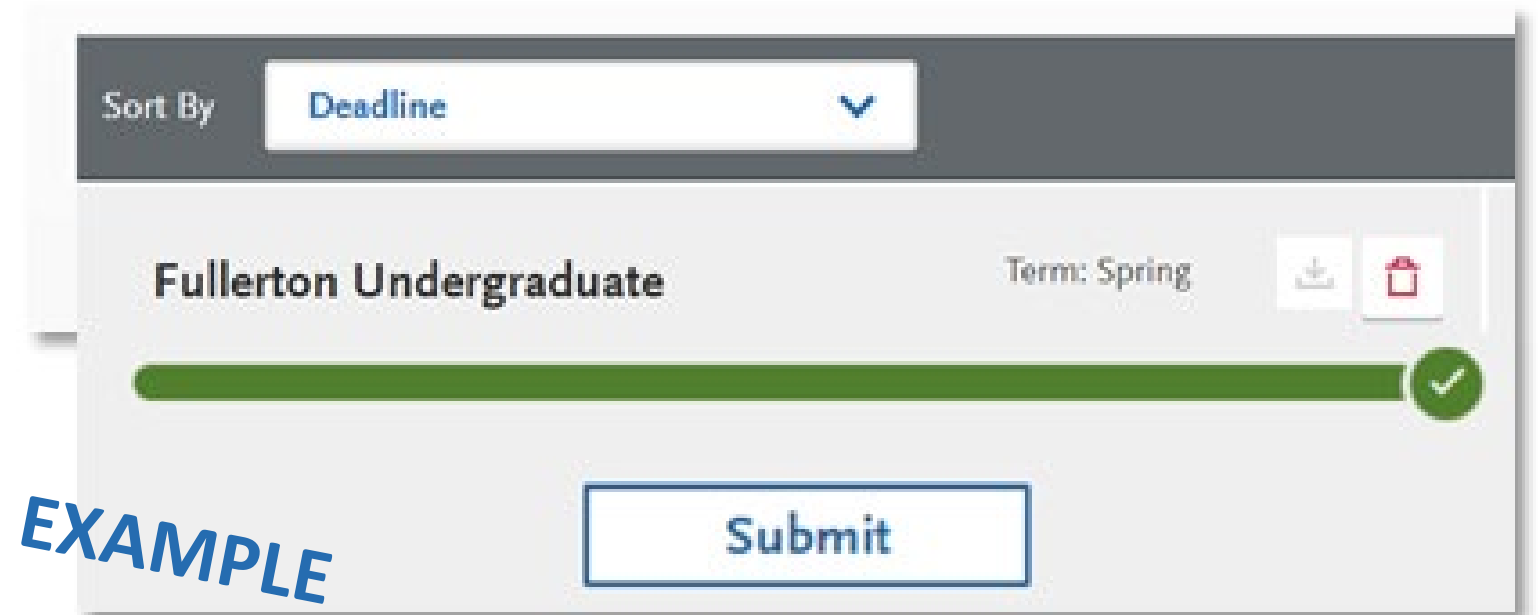 Sort By Deadline
Fullerton Undergraduate Term: Spring
Submit
EXAMPLE